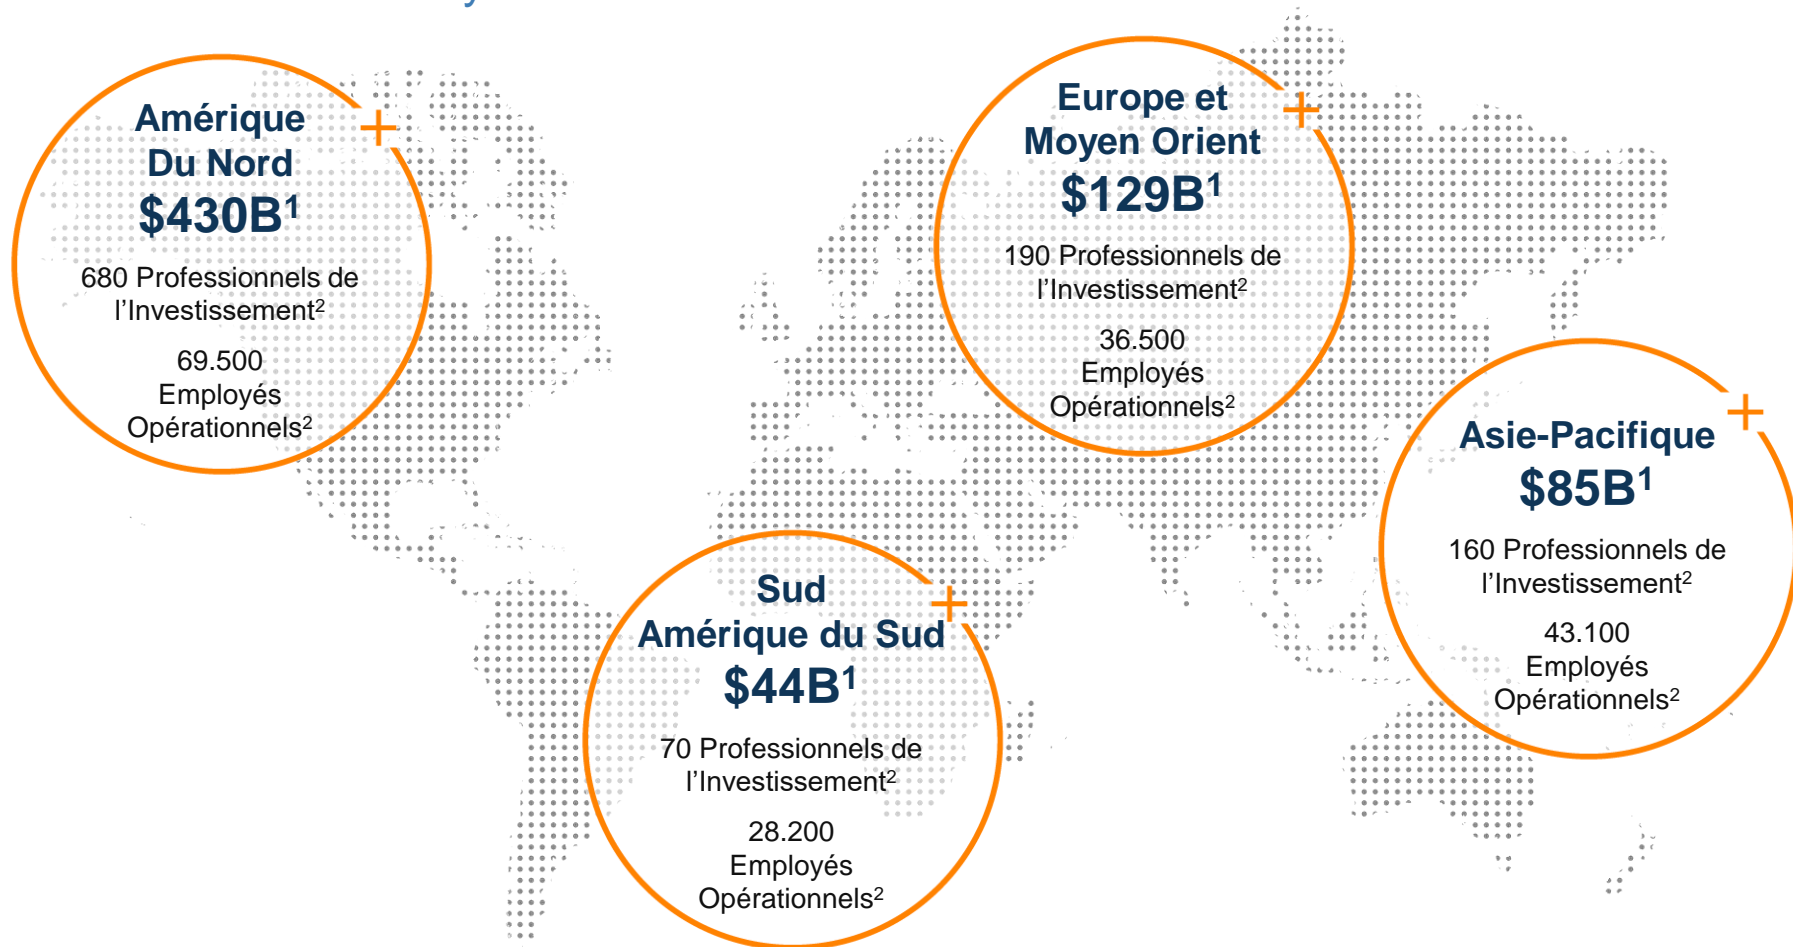 Amérique
Du Nord
$430B¹
680 Professionnels de
l’Investissement²
69.500
Employés
Opérationnels²
Europe et
Moyen Orient
$129B¹
190 Professionnels de
l’Investissement²
36.500
Employés
Opérationnels²
Asie-Pacifique
$85B¹
160 Professionnels de
l’Investissement²
43.100
Employés
Opérationnels²
Sud
Amérique du Sud
$44B¹
70 Professionnels de
l’Investissement²
28.200
Employés
Opérationnels²